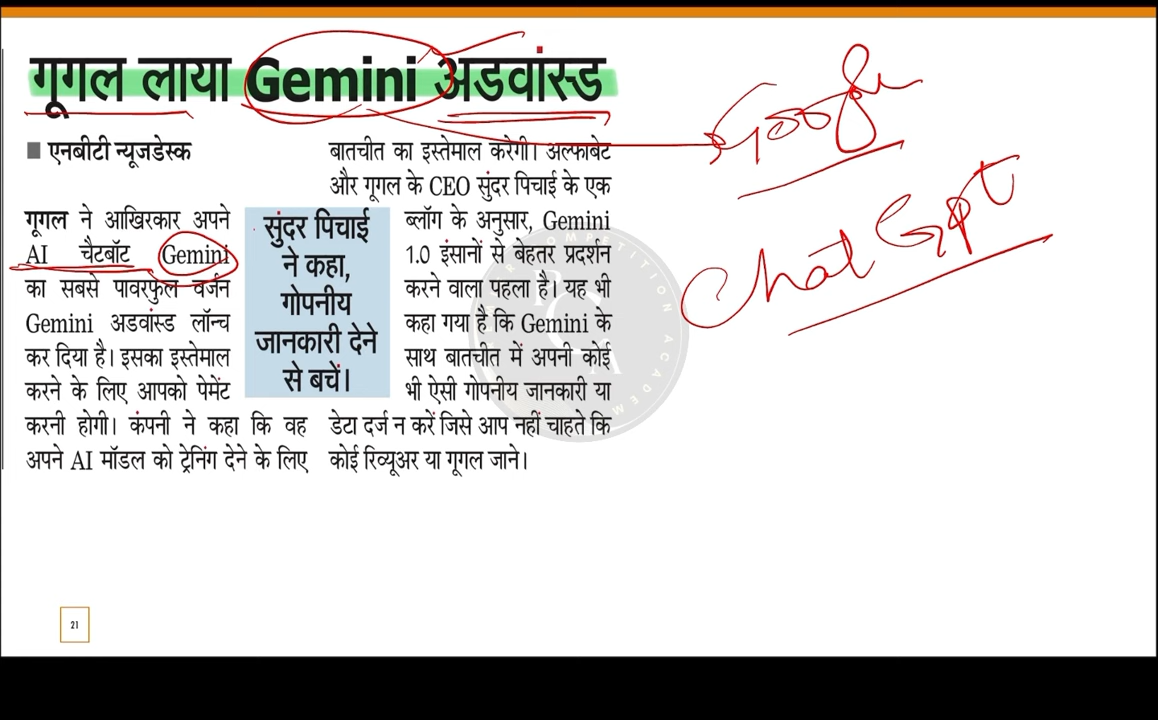 गूगल लाया Gemini अडवांस्ड
■ एनबीटी न्यूजडेस्क
गूगल ने आखिरकार अपने
AI चैटबॉट Gemini
का सबसे पावरफुल वर्जन
Gemini अडवांस्ड लॉन्च
कर दिया है। इसका इस्तेमाल
करने के लिए आपको पेमेंट
करनी होगी। कंपनी ने कहा कि वह
अपने AI मॉडल को ट्रेनिंग देने के लिए
सुंदर पिचाई
ने कहा,
गोपनीय
जानकारी देने
से बचें।
बातचीत का इस्तेमाल करेगी। अल्फाबेट
और गूगल के CEO सुंदर पिचाई के एक
ब्लॉग के अनुसार, Gemini
1.0 इंसानों से बेहतर प्रदर्शन
करने वाला पहला है। यह भी
कहा गया है कि Gemini के
साथ बातचीत में अपनी कोई
भी ऐसी गोपनीय जानकारी या
डेटा दर्ज न करें जिसे आप नहीं चाहते कि
कोई रिव्यूअर या गूगल जाने।
Google
Chat Gpt
21